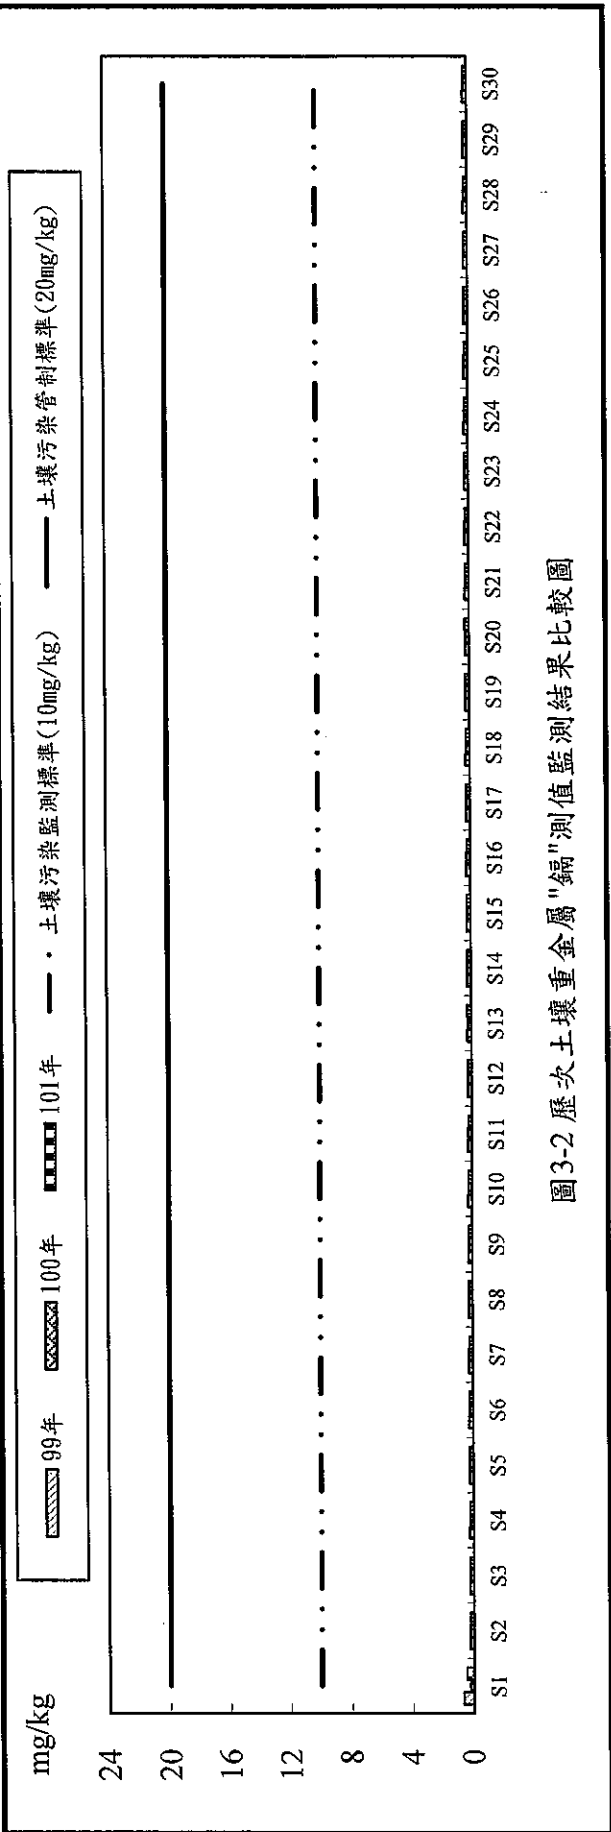 mg/kg
99年
100年
101年
土壤污染監測標準(10mg/kg)
土壤污染管制標準(20mg/kg)
24
20
16
12
8
4
0
S1 S2 S3 S4 S5 S6 S7 S8 S9 S10 S11 S12 S13 S14 S15 S16 S17 S18 S19 S20 S21 S22 S23 S24 S25 S26 S27 S28 S29 S30
圖3-2 歷次土壤重金屬"鎘"測值監測結果比較圖